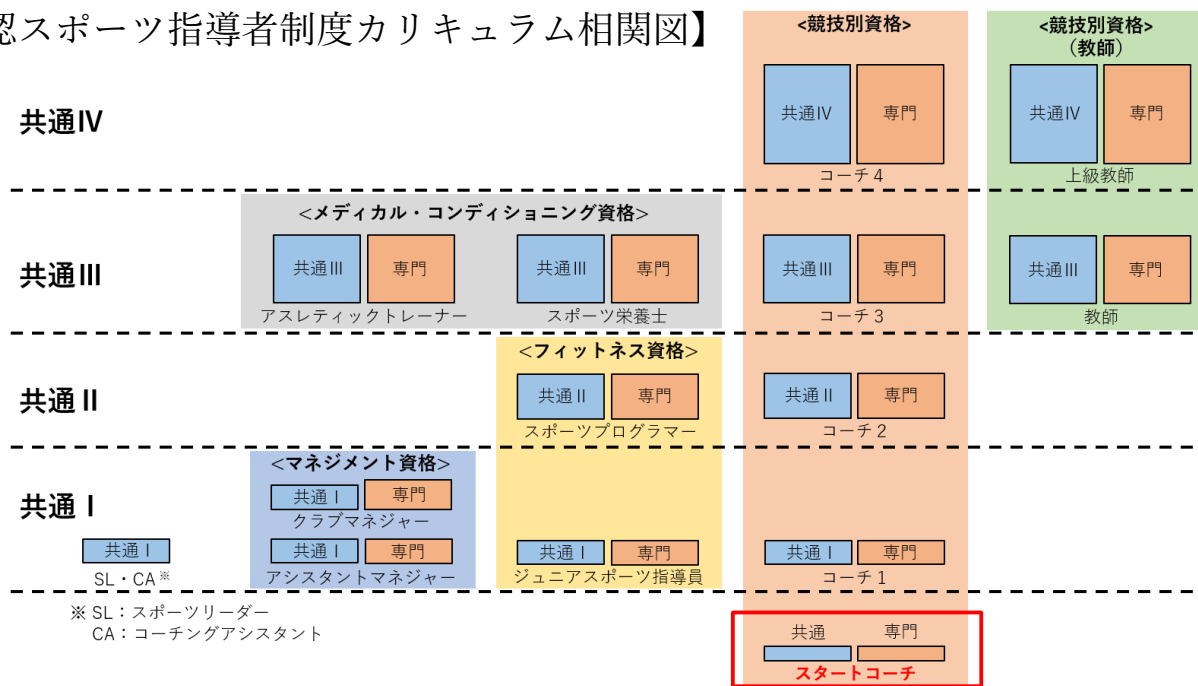 認スポーツ指導者制度カリキュラム相関図】
<競技別資格>
<競技別資格>
（教師）
共通Ⅳ
共通Ⅳ 専門
コーチ4
共通Ⅳ 専門
上級教師
<メディカル・コンディショニング資格>
共通Ⅲ
共通Ⅲ 専門
アスレティックトレーナー
共通Ⅲ 専門
スポーツ栄養士
共通Ⅲ 専門
コーチ3
共通Ⅲ 専門
教師
<フィットネス資格>
共通Ⅱ
共通Ⅱ 専門
スポーツプログラマー
共通Ⅱ 専門
コーチ2
<マネジメント資格>
共通Ⅰ
共通Ⅰ 専門
クラブマネジャー
共通Ⅰ
SL・CA※
共通Ⅰ 専門
アシスタントマネジャー
共通Ⅰ 専門
ジュニアスポーツ指導員
共通Ⅰ 専門
コーチ1
※ SL：スポーツリーダー
CA：コーチングアシスタント
共通 専門
スタートコーチ